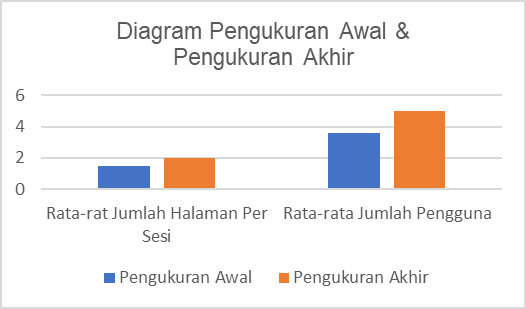 Diagram Pengukuran Awal &
Pengukuran Akhir
6
4
2
0
Rata-rat Jumlah Halaman Per
Sesi
Rata-rata Jumlah Pengguna
Pengukuran Awal
Pengukuran Akhir